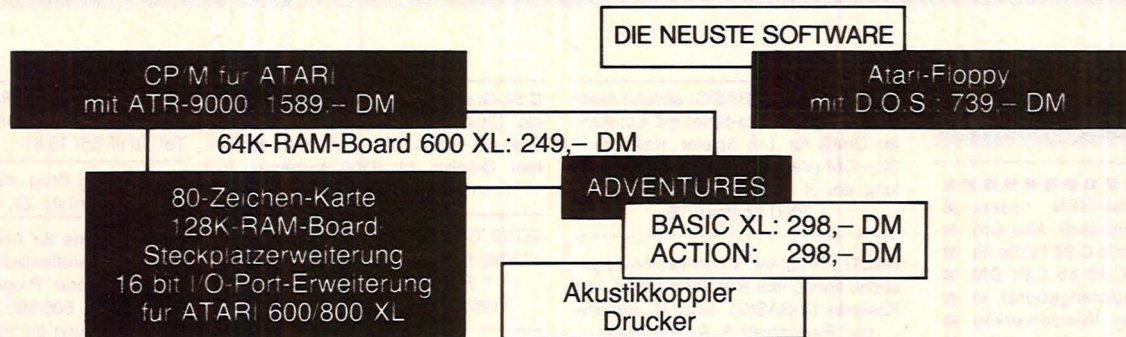 DIE NEUSTE SOFTWARE
CP/M für ATARI
mit ATR-9000: 1589.– DM
Atari-Floppy
mit D.O.S.: 739,– DM
64K-RAM-Board 600 XL: 249,– DM
80-Zeichen-Karte
128K-RAM-Board
Steckplatzerweiterung
16 bit I/O-Port-Erweiterung
für ATARI 600/800 XL
ADVENTURES
BASIC XL: 298,– DM
ACTION: 298,– DM
Akustikkoppler
Drucker